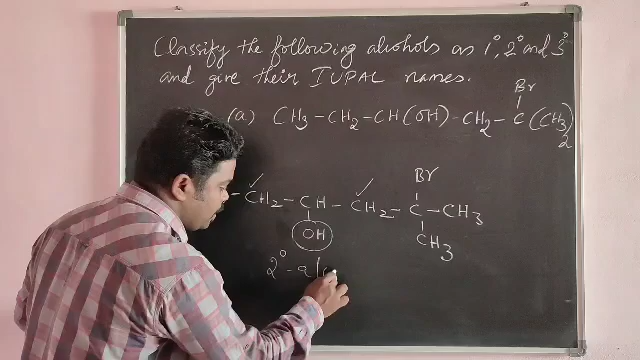 Classify the following alcohols as 1°, 2° and 3°
and give their IUPAC names.
Br
(a) CH3 - CH2 - CH(OH) - CH2 - C(CH3)2
Br
- CH2 - CH - CH2 - C - CH3
OH
CH3
2° - al